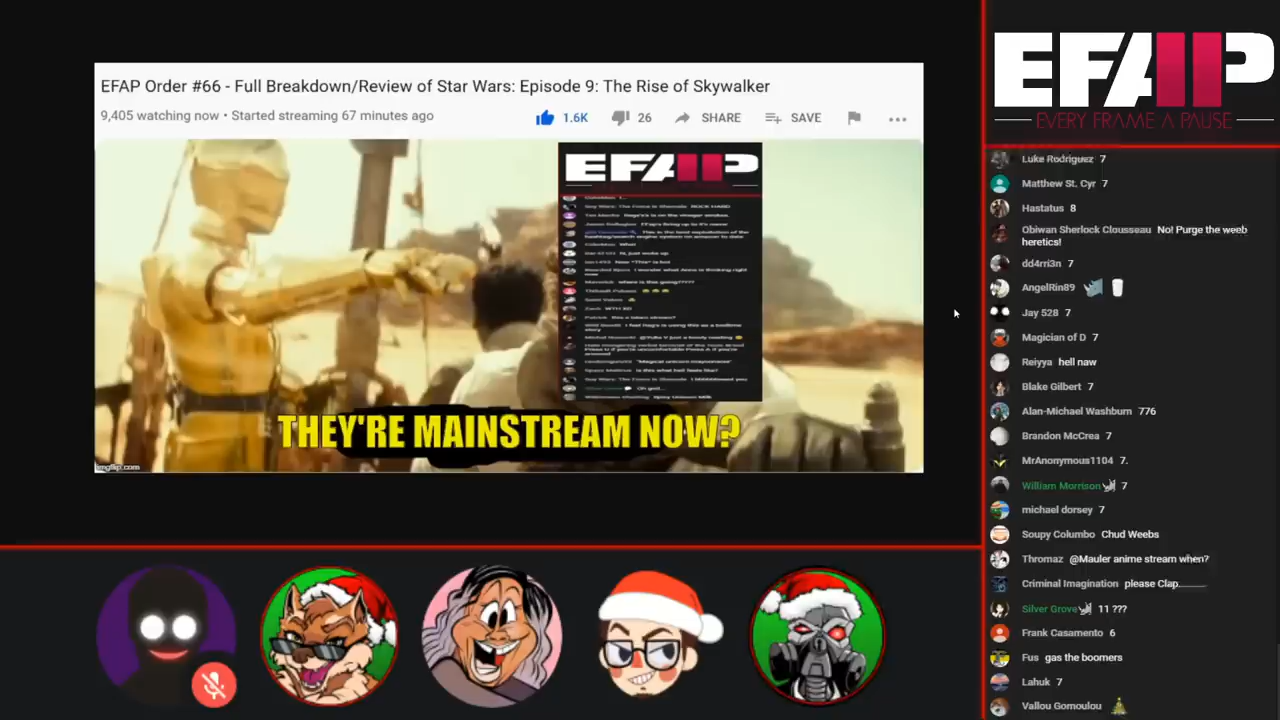 EFAP Order #66 - Full Breakdown/Review of Star Wars: Episode 9: The Rise of Skywalker
9,405 watching now • Started streaming 67 minutes ago
1.6K
26
SHARE
SAVE
EFAP
THEY'RE MAINSTREAM NOW?
imgflip.com
EFAP
EVERY FRAME A PAUSE
Luke Rodriguez 7
Matthew St. Cyr 7
Hastatus 8
Obiwan Sherlock Clousseau No! Purge the weeb
heretics!
dd4rri3n 7
AngelRin89
Jay 528 7
Magician of D 7
Reiyya hell naw
Blake Gilbert 7
Alan-Michael Washburn 776
Brandon McCrea 7
MrAnonymous1104 7.
William Morrison 7
michael dorsey 7
Soupy Columbo Chud Weebs
Thromaz @Mauler anime stream when?
Criminal Imagination please Clap..........
Silver Grove 11 ???
Frank Casamento 6
Fus gas the boomers
Lahuk 7
Vallou Gomoulou